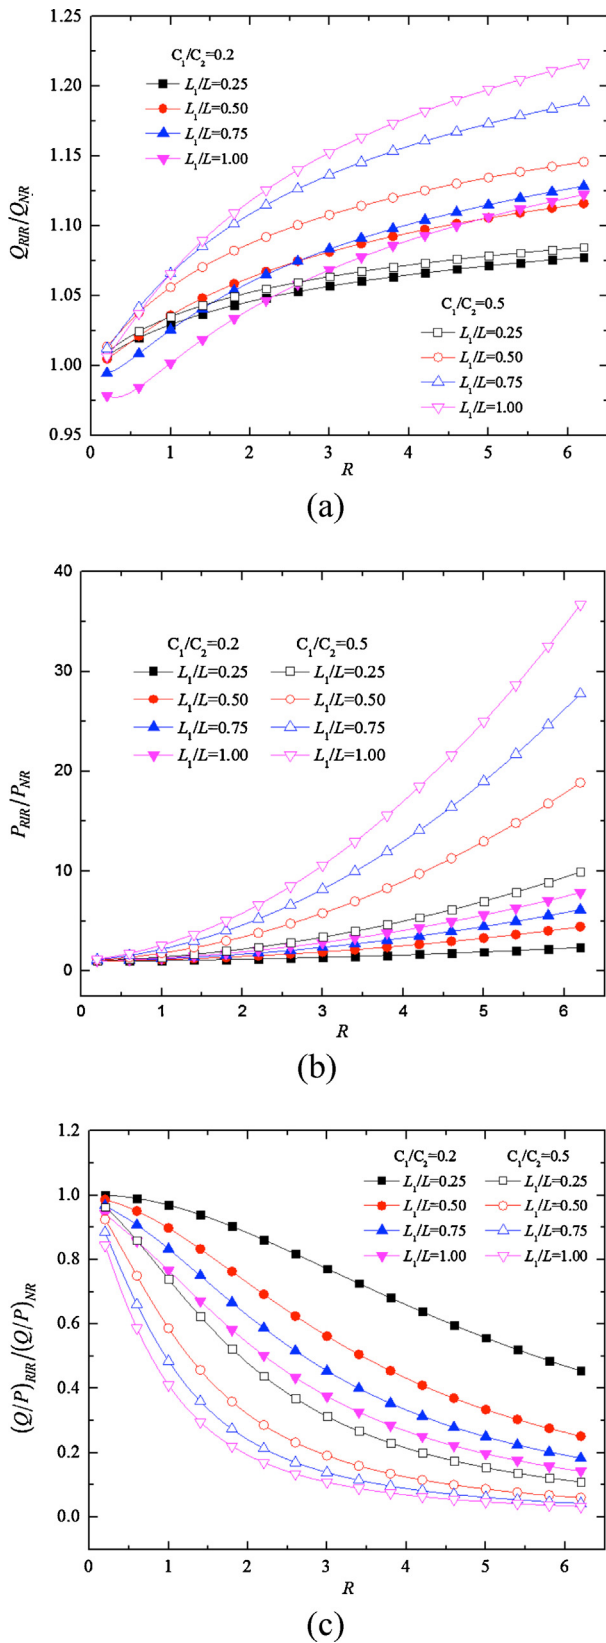 1.25
1.20
1.15
1.10
1.05
1.00
0.95
Q_RIR/Q_NR
C₁/C₂=0.2
L₁/L=0.25
L₁/L=0.50
L₁/L=0.75
L₁/L=1.00
C₁/C₂=0.5
L₁/L=0.25
L₁/L=0.50
L₁/L=0.75
L₁/L=1.00
0 1 2 3 4 5 6
R
(a)
40
30
20
10
0
P_RIR/P_NR
C₁/C₂=0.2 C₁/C₂=0.5
L₁/L=0.25 L₁/L=0.25
L₁/L=0.50 L₁/L=0.50
L₁/L=0.75 L₁/L=0.75
L₁/L=1.00 L₁/L=1.00
0 1 2 3 4 5 6
R
(b)
1.2
1.0
0.8
0.6
0.4
0.2
0.0
(Q/P)_RIR/(Q/P)_NR
C₁/C₂=0.2 C₁/C₂=0.5
L₁/L=0.25 L₁/L=0.25
L₁/L=0.50 L₁/L=0.50
L₁/L=0.75 L₁/L=0.75
L₁/L=1.00 L₁/L=1.00
0 1 2 3 4 5 6
R
(c)